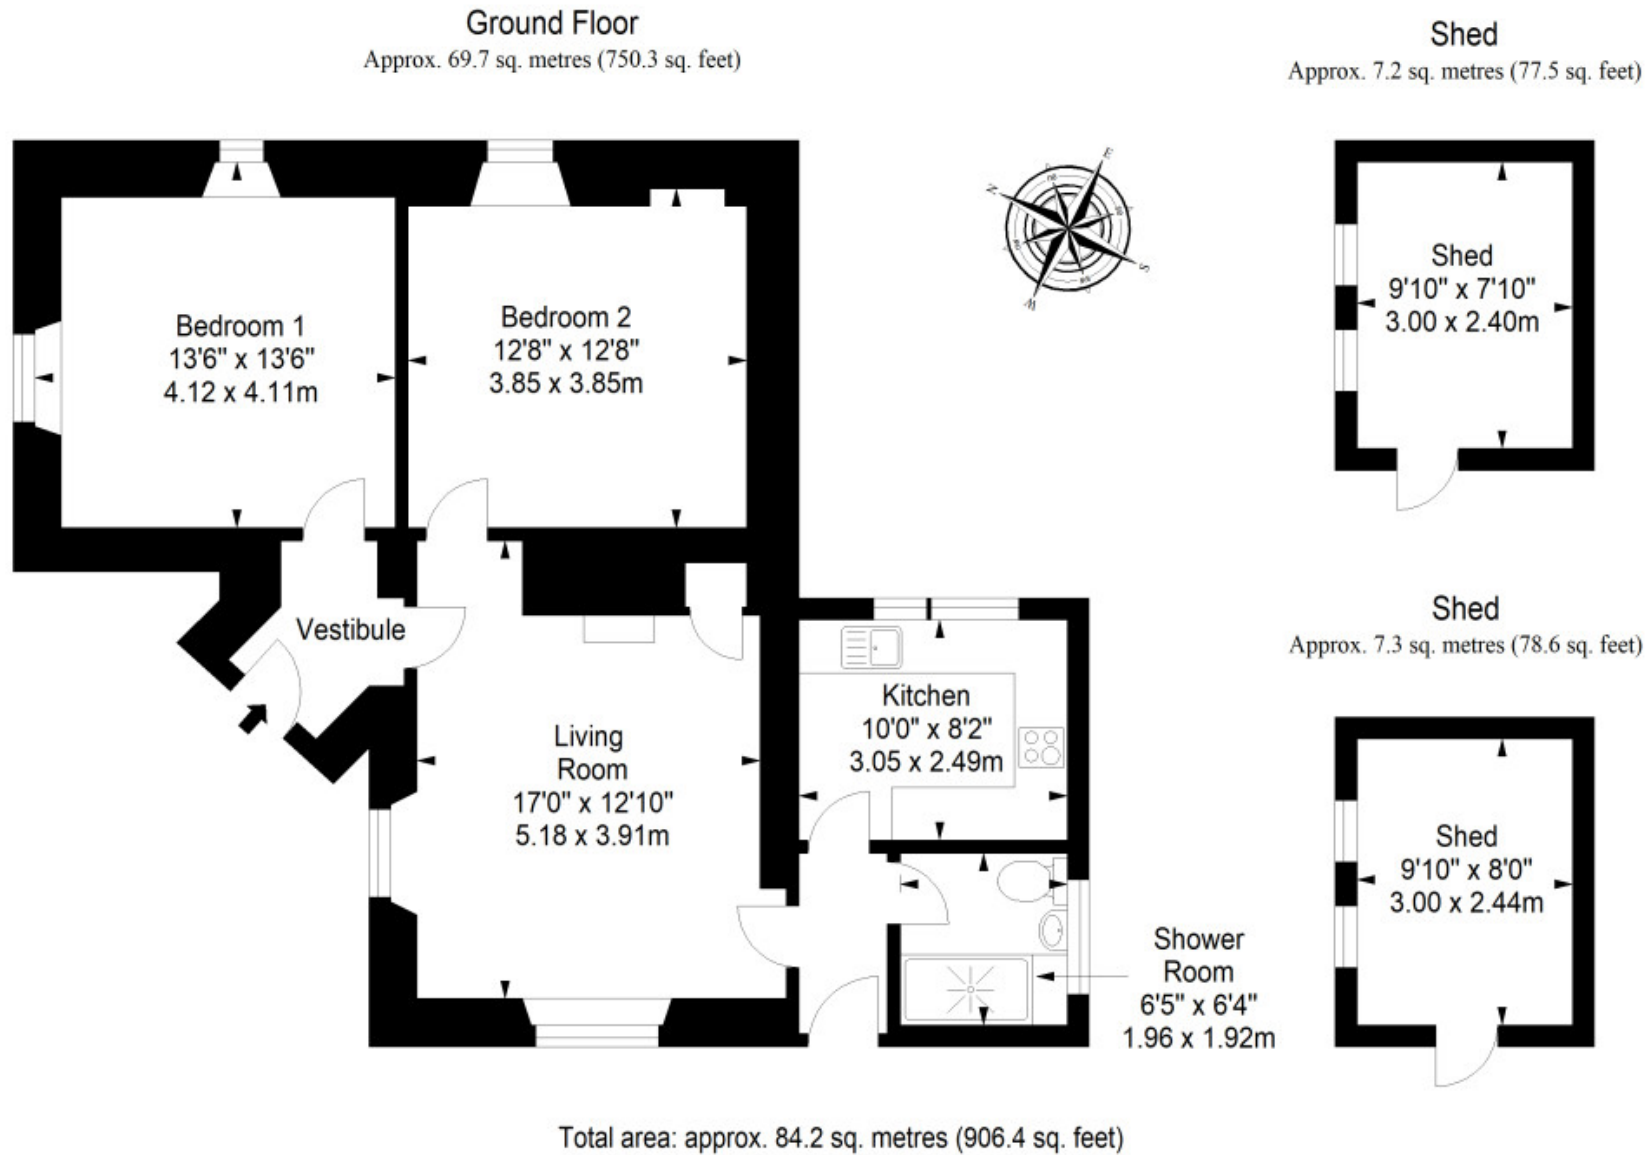 Ground Floor
Approx. 69.7 sq. metres (750.3 sq. feet)
Shed
Approx. 7.2 sq. metres (77.5 sq. feet)
E
N
S
W
Bedroom 1
13'6" x 13'6"
4.12 x 4.11m
Bedroom 2
12'8" x 12'8"
3.85 x 3.85m
Shed
9'10" x 7'10"
3.00 x 2.40m
Vestibule
Living
Room
17'0" x 12'10"
5.18 x 3.91m
Kitchen
10'0" x 8'2"
3.05 x 2.49m
Shed
Approx. 7.3 sq. metres (78.6 sq. feet)
Shed
9'10" x 8'0"
3.00 x 2.44m
Shower
Room
6'5" x 6'4"
1.96 x 1.92m
Total area: approx. 84.2 sq. metres (906.4 sq. feet)